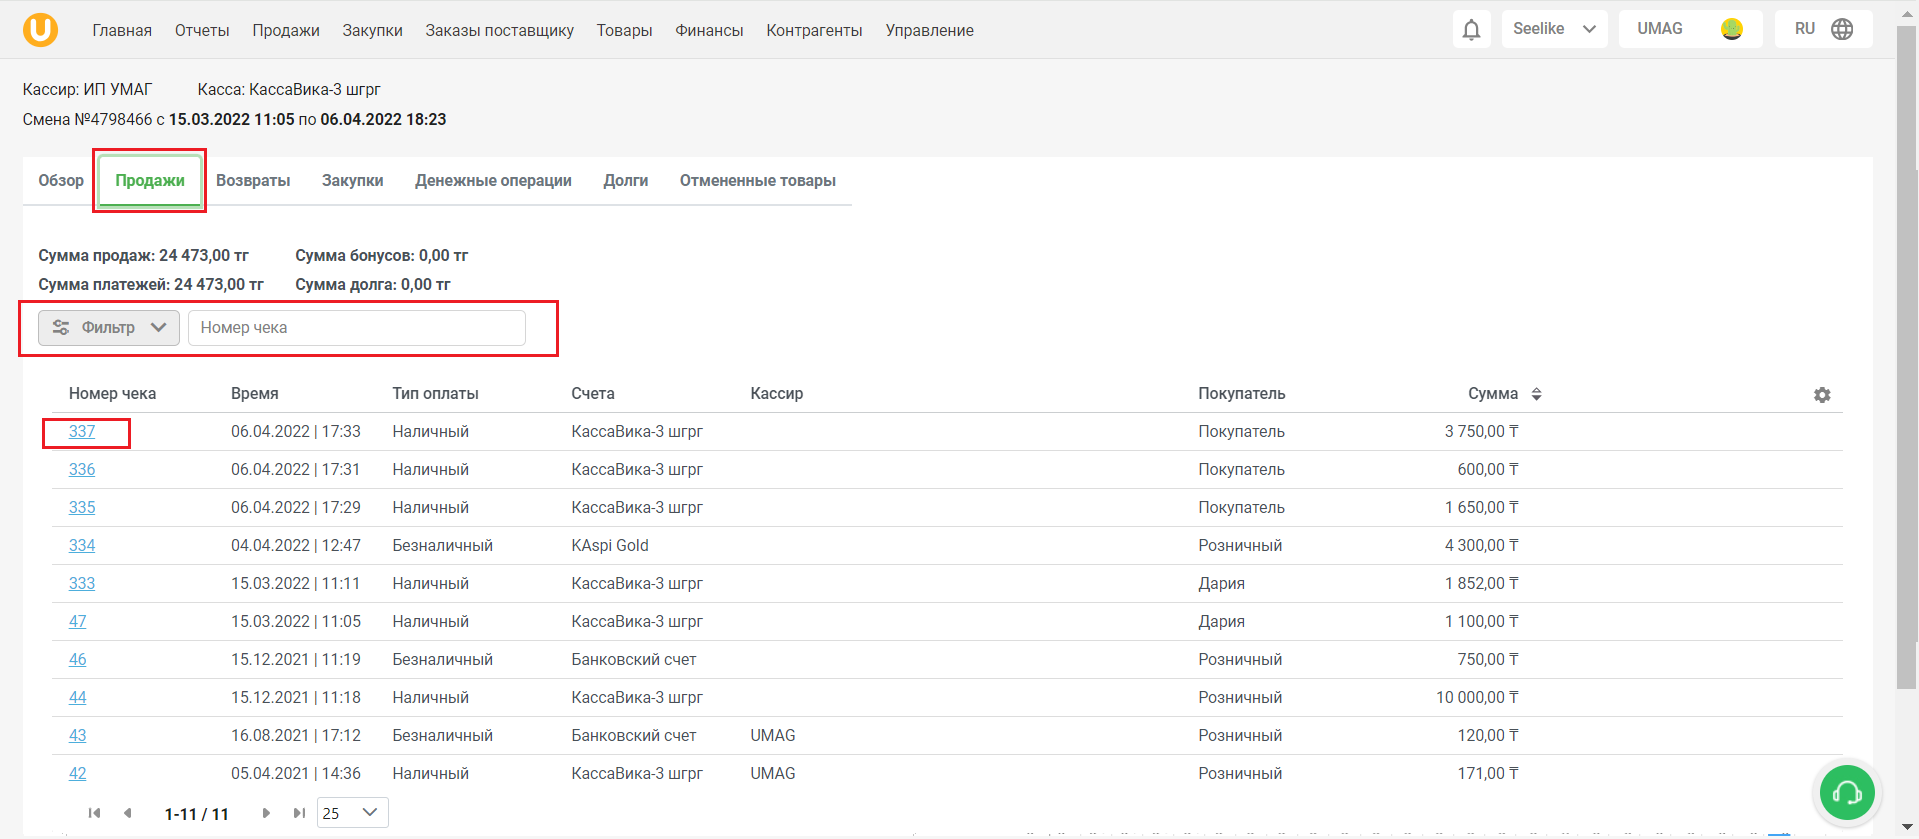 Главная Отчеты Продажи Закупки Заказы поставщику Товары Финансы Контрагенты Управление Seelike UMAG RU
Кассир: ИП УМАГ Касса: КассаВика-3 шгрг
Смена №4798466 с 15.03.2022 11:05 по 06.04.2022 18:23
Обзор Продажи Возвраты Закупки Денежные операции Долги Отмененные товары
Сумма продаж: 24 473,00 тг Сумма бонусов: 0,00 тг
Сумма платежей: 24 473,00 тг Сумма долга: 0,00 тг
Фильтр Номер чека
Номер чека Время Тип оплаты Счета Кассир Покупатель Сумма
337 06.04.2022 | 17:33 Наличный КассаВика-3 шгрг Покупатель 3 750,00 ₸
336 06.04.2022 | 17:31 Наличный КассаВика-3 шгрг Покупатель 600,00 ₸
335 06.04.2022 | 17:29 Наличный КассаВика-3 шгрг Покупатель 1 650,00 ₸
334 04.04.2022 | 12:47 Безналичный KAspi Gold Розничный 4 300,00 ₸
333 15.03.2022 | 11:11 Наличный КассаВика-3 шгрг Дария 1 852,00 ₸
47 15.03.2022 | 11:05 Наличный КассаВика-3 шгрг Дария 1 100,00 ₸
46 15.12.2021 | 11:19 Безналичный Банковский счет Розничный 750,00 ₸
44 15.12.2021 | 11:18 Наличный КассаВика-3 шгрг Розничный 10 000,00 ₸
43 16.08.2021 | 17:12 Безналичный Банковский счет UMAG Розничный 120,00 ₸
42 05.04.2021 | 14:36 Наличный КассаВика-3 шгрг UMAG Розничный 171,00 ₸
1-11 / 11 25